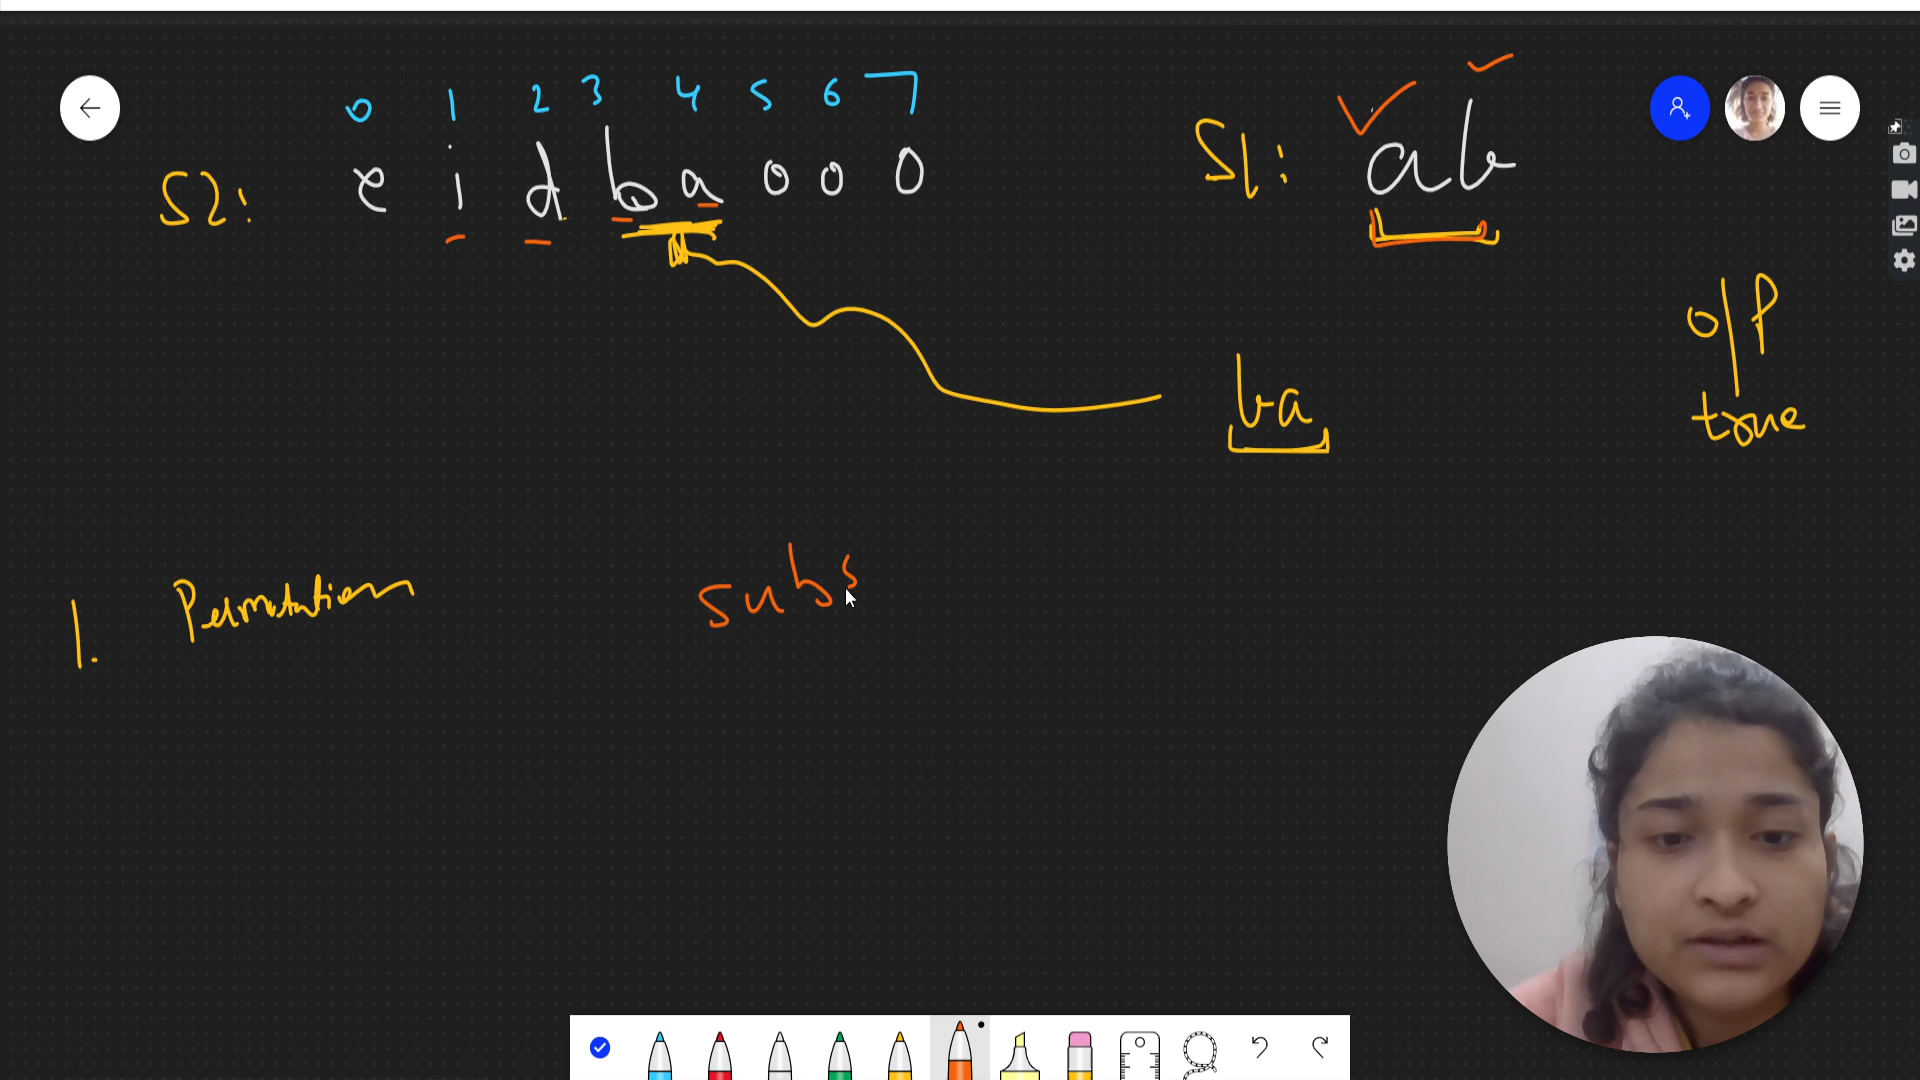 0 1 2 3 4 5 6 7
S2: e i d b a o o o
S1: ab
o/p
true
ba
1. Permutation
subs